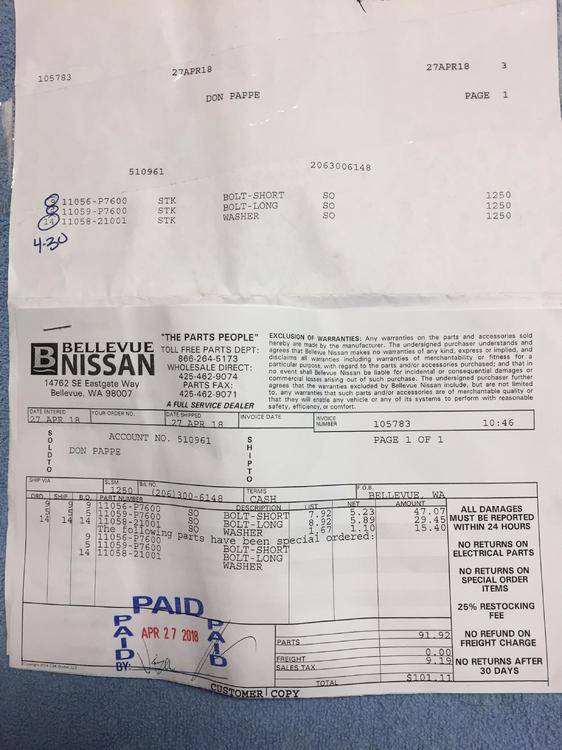 105783 27APR18 27APR18 3
DON PAPPE PAGE 1
510961 2063006148
9 11056-P7600 STK BOLT-SHORT SO 1250
11059-P7600 STK BOLT-LONG SO 1250
14 11058-21001 STK WASHER SO 1250
4-30
B BELLEVUE NISSAN
14762 SE Eastgate Way
Bellevue, WA 98007
"THE PARTS PEOPLE"
TOLL FREE PARTS DEPT:
866-264-5173
WHOLESALE DIRECT:
425-462-9074
PARTS FAX:
425-462-9071
A FULL SERVICE DEALER
EXCLUSION OF WARRANTIES: Any warranties on the parts and accessories sold
hereby are made by the manufacturer. The undersigned purchaser understands and
agrees that Bellevue Nissan makes no warranties of any kind, express or implied, and
disclaims all warranties including warranties of merchantability or fitness for a
particular purpose, with regard to the parts and/or accessories purchased; and that in
no event shall Bellevue Nissan be liable for incidental or consequential damages or
commercial losses arising out of such purchase. The undersigned purchaser further
agrees that the warranties excluded by Bellevue Nissan include, but are not limited
to, any warranties that such parts and/or accessories are of merchantable quality or
that they will enable any vehicle or any of its systems to perform with reasonable
safety, efficiency, or comfort.
DATE ENTERED YOUR ORDER NO. DATE SHIPPED INVOICE DATE INVOICE NUMBER
27 APR 18 27 APR 18 105783 10:46
SOLD TO ACCOUNT NO. 510961 SHIP TO PAGE 1 OF 1
DON PAPPE
SHIP VIA SLSM. B/L NO. TERMS F.O.B.
1250 (206)300-6148 CASH BELLEVUE, WA
ORD. SHIP B.O. PART NUMBER DESCRIPTION LIST NET AMOUNT
9 9 9 11056-P7600 SO BOLT-SHORT 7.92 5.23 47.07
5 5 5 11059-P7600 SO BOLT-LONG 8.92 5.89 29.45
14 14 14 11058-21001 SO WASHER 1.67 1.10 15.40
The following parts have been special ordered:
9 11056-P7600 BOLT-SHORT
5 11059-P7600 BOLT-LONG
14 11058-21001 WASHER
ALL DAMAGES
MUST BE REPORTED
WITHIN 24 HOURS
NO RETURNS ON
ELECTRICAL PARTS
NO RETURNS ON
SPECIAL ORDER
ITEMS
25% RESTOCKING
FEE
NO REFUND ON
FREIGHT CHARGE
NO RETURNS AFTER
30 DAYS
PAID
PAID APR 27 2018 PAID
BY:
PARTS 91.92
FREIGHT 0.00
SALES TAX 9.19
TOTAL $101.11
CUSTOMER COPY